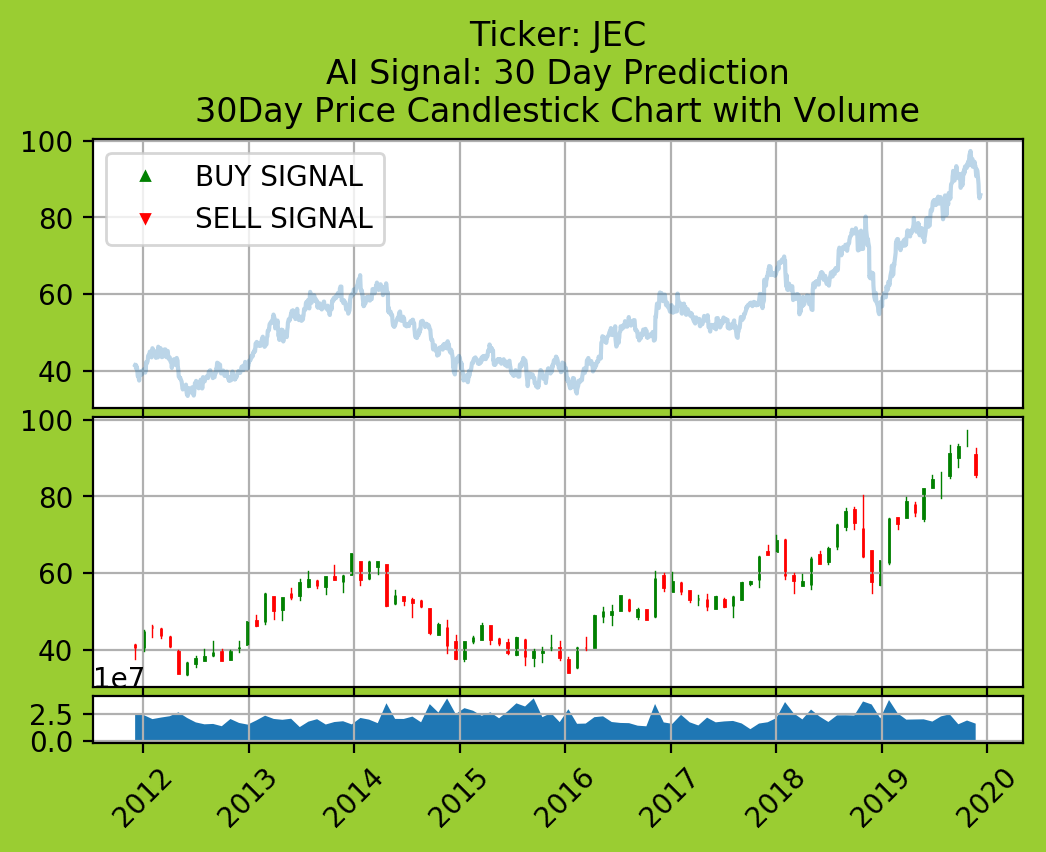 Ticker: JEC
AI Signal: 30 Day Prediction
30Day Price Candlestick Chart with Volume
100
BUY SIGNAL
SELL SIGNAL
80
60
40
100
80
60
40
1e7
2.5
0.0
2012 2013 2014 2015 2016 2017 2018 2019 2020